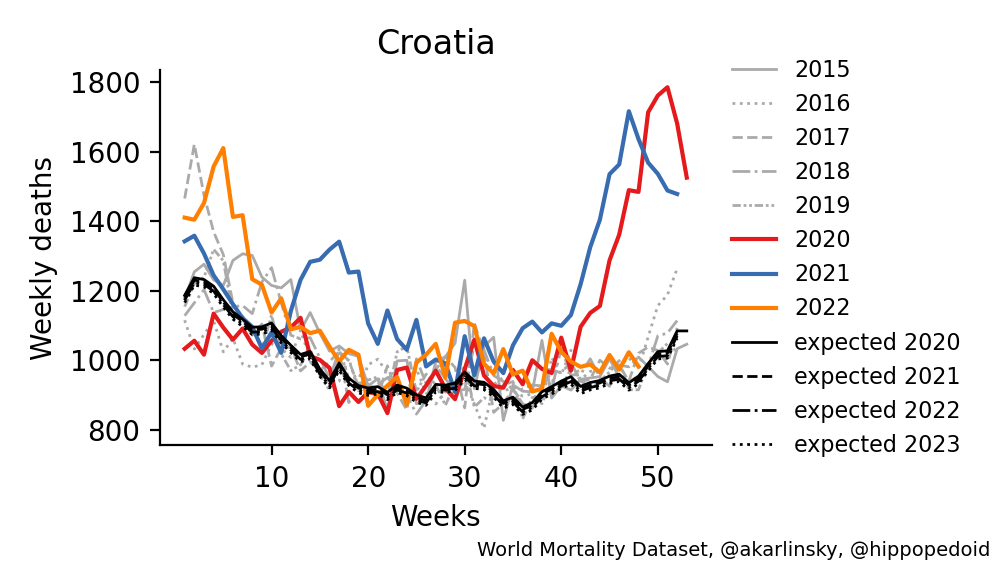 Croatia
Weekly deaths
1800
1600
1400
1200
1000
800
10 20 30 40 50
Weeks
2015
2016
2017
2018
2019
2020
2021
2022
expected 2020
expected 2021
expected 2022
expected 2023
World Mortality Dataset, @akarlinsky, @hippopedoid